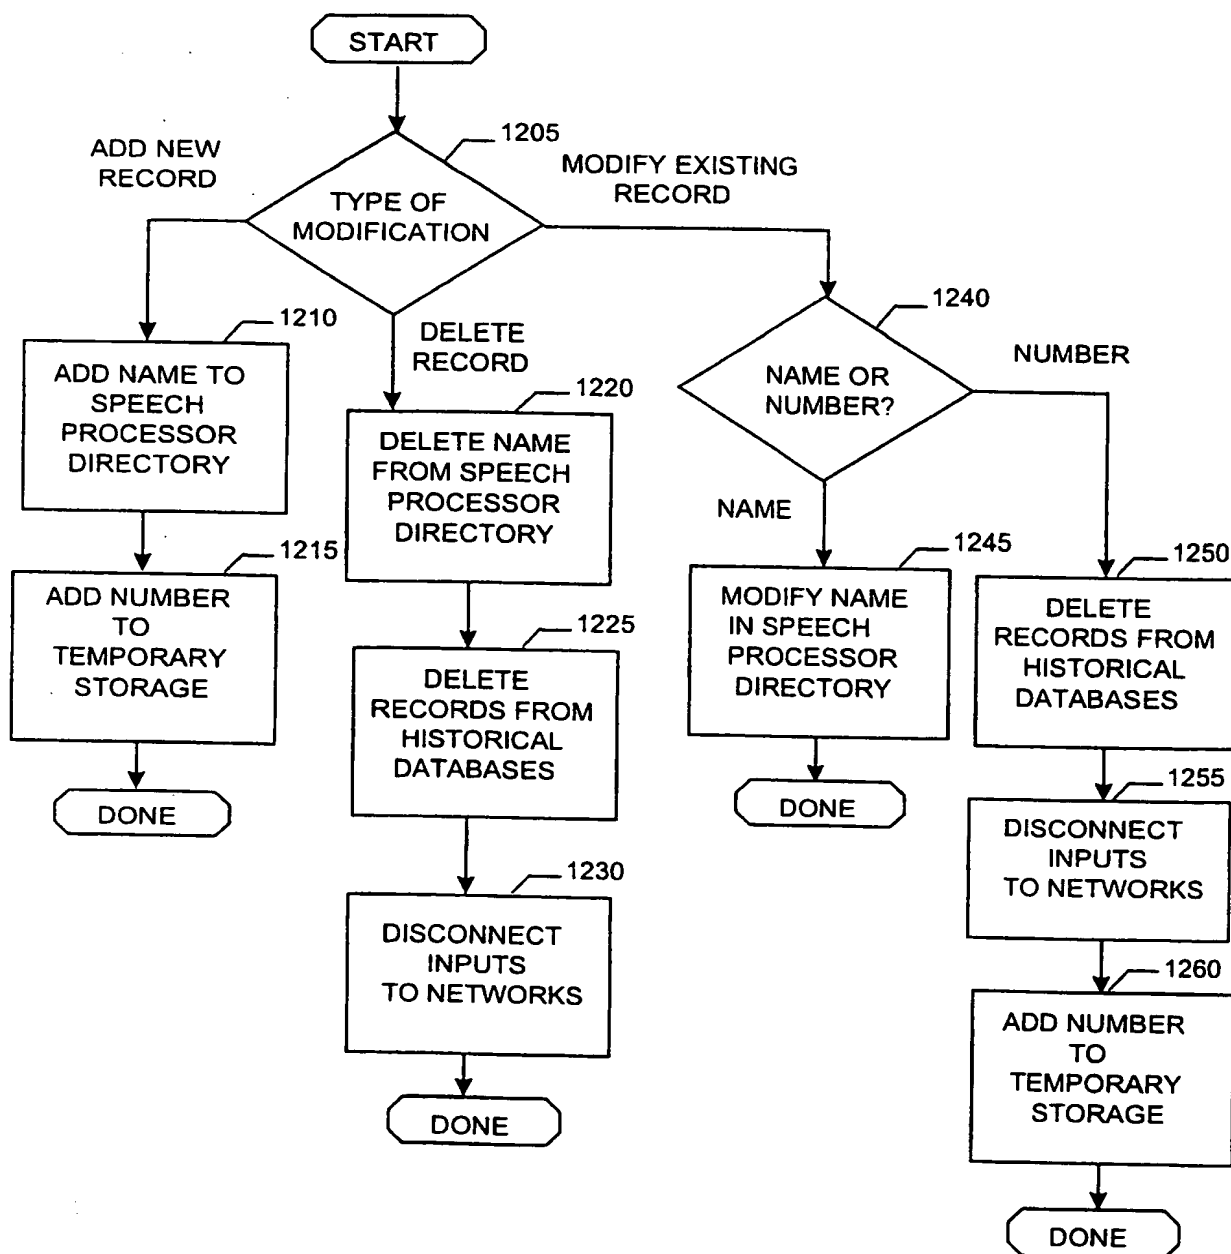 START
1205
ADD NEW
RECORD
MODIFY EXISTING
RECORD
TYPE OF
MODIFICATION
1210
ADD NAME TO
SPEECH
PROCESSOR
DIRECTORY
1215
ADD NUMBER
TO
TEMPORARY
STORAGE
DONE
DELETE
RECORD
1220
DELETE NAME
FROM SPEECH
PROCESSOR
DIRECTORY
1225
DELETE
RECORDS FROM
HISTORICAL
DATABASES
1230
DISCONNECT
INPUTS
TO NETWORKS
DONE
1240
NAME OR
NUMBER?
NUMBER
NAME
1245
MODIFY NAME
IN SPEECH
PROCESSOR
DIRECTORY
DONE
1250
DELETE
RECORDS FROM
HISTORICAL
DATABASES
1255
DISCONNECT
INPUTS
TO NETWORKS
1260
ADD NUMBER
TO
TEMPORARY
STORAGE
DONE